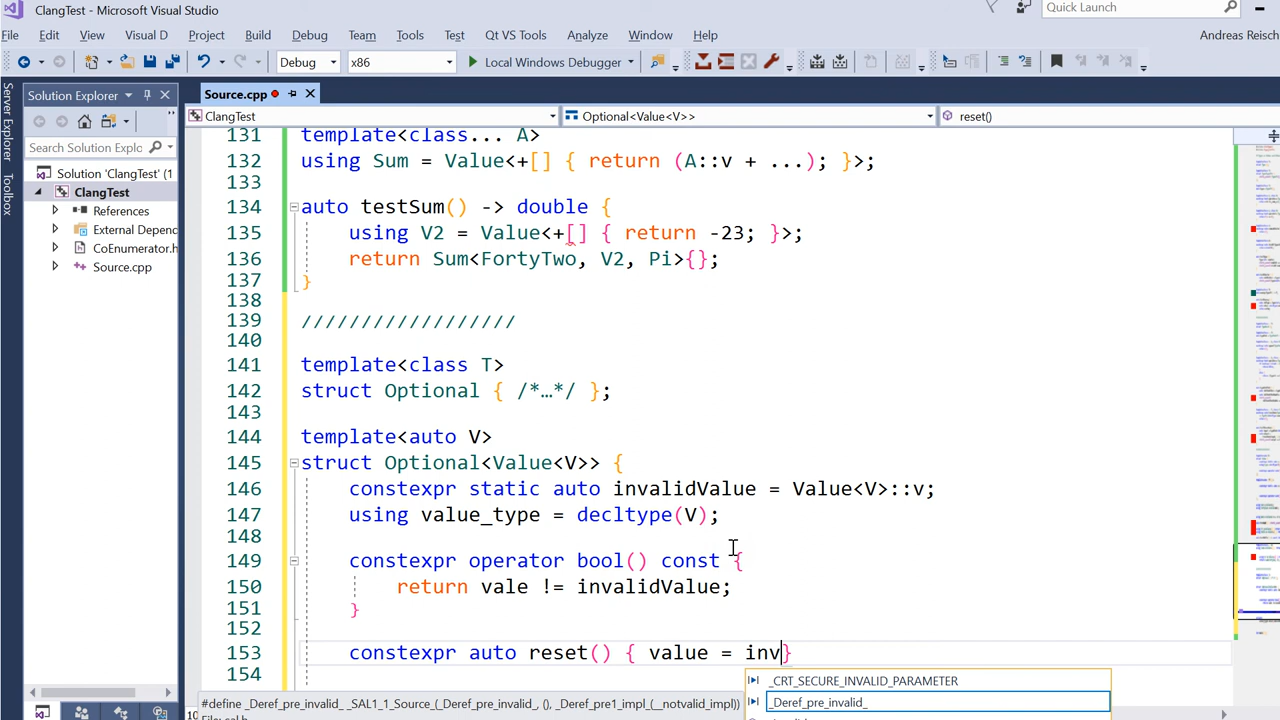 ClangTest - Microsoft Visual Studio
Quick Launch
File Edit View Visual D Project Build Debug Team Tools Test Qt VS Tools Analyze Window Help Andreas Reisch
Debug x86 Local Windows Debugger
Server Explorer
Toolbox
Solution Explorer
Search Solution Explo
Solution 'ClangTest' (1
ClangTest
References
External Dependenc
CoEnumerator.h
Source.cpp
Source.cpp
ClangTest Optional<Value<V>> reset()
131 template<class... A>
132 using Sum = Value<+[] { return (A::v + ...); }>;
133
134 auto testSum() -> double {
135 using V2 = Value<+[] { return -23; }>;
136 return Sum<FortyTwo, V2, Pi>{};
137 }
138
139 //////////////////
140
141 template<class T>
142 struct Optional { /*..*/ };
143
144 template<auto V>
145 struct Optional<Value<V>> {
146 constexpr static auto invalidValue = Value<V>::v;
147 using value_type = decltype(V);
148
149 constexpr operator bool() const {
150 return value != invalidValue;
151 }
152
153 constexpr auto reset() { value = inv}
154
_CRT_SECURE_INVALID_PARAMETER
_Deref_pre_invalid_
#define _Deref_pre_invalid_ _SAL1_1_Source_(_Deref_pre_invalid_, (), _Deref_pre1_impl_(__notvalid_impl))